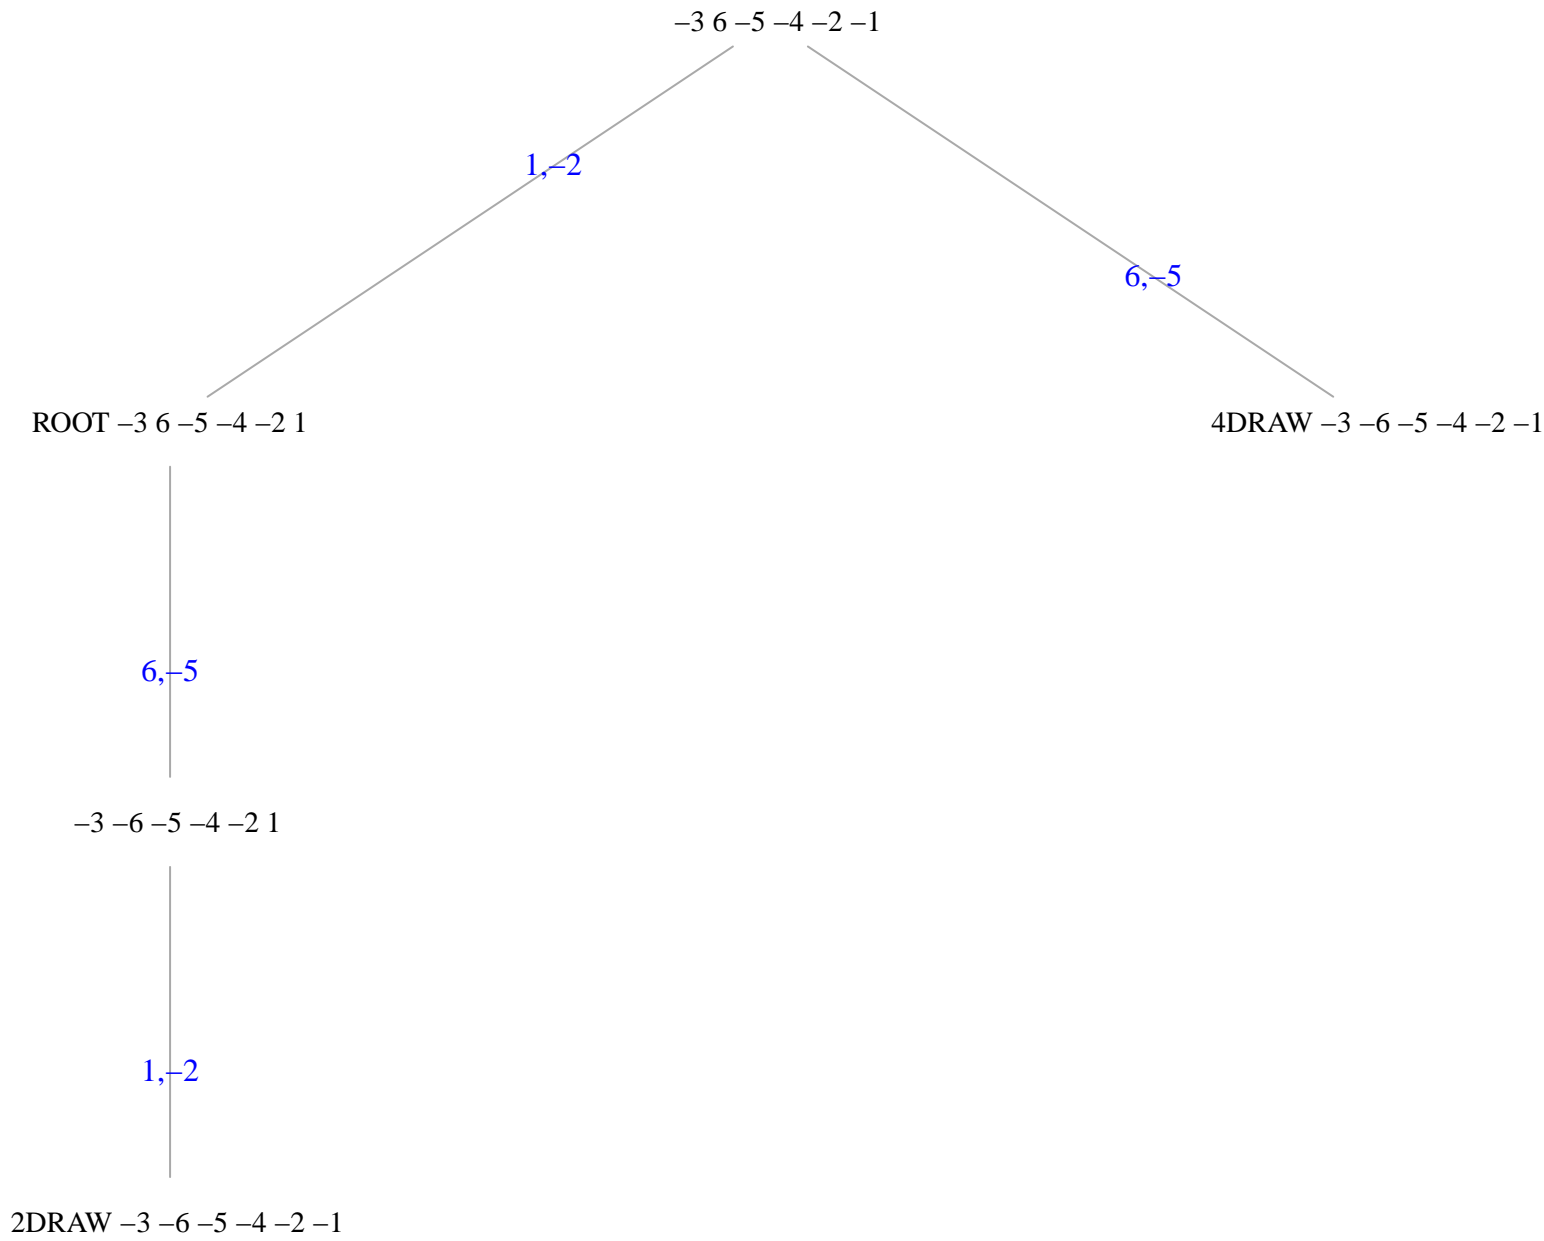 –3 6 –5 –4 –2 –1
1,–2
6,–5
ROOT –3 6 –5 –4 –2 1
4DRAW –3 –6 –5 –4 –2 –1
6,–5
–3 –6 –5 –4 –2 1
1,–2
2DRAW –3 –6 –5 –4 –2 –1